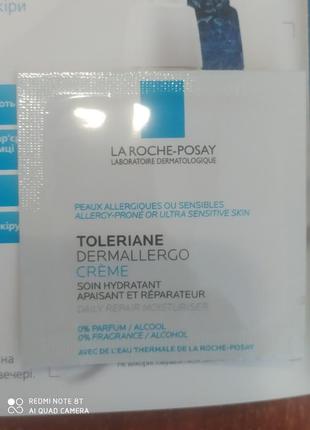 кіри
LA ROCHE-POSAY
LABORATOIRE DERMATOLOGIQUE
PEAUX ALLERGIQUES OU SENSIBLES
ALLERGY-PRONE OR ULTRA SENSITIVE SKIN
TOLERIANE
DERMALLERGO
CRÈME
SOIN HYDRATANT
APAISANT ET RÉPARATEUR
DAILY REPAIR MOISTURISER
0% PARFUM / ALCOOL
0% FRAGRANCE / ALCOHOL
AVEC DE L'EAU THERMALE DE LA ROCHE-POSAY
вечері.
REDMI NOTE 8T
AI QUAD CAMERA